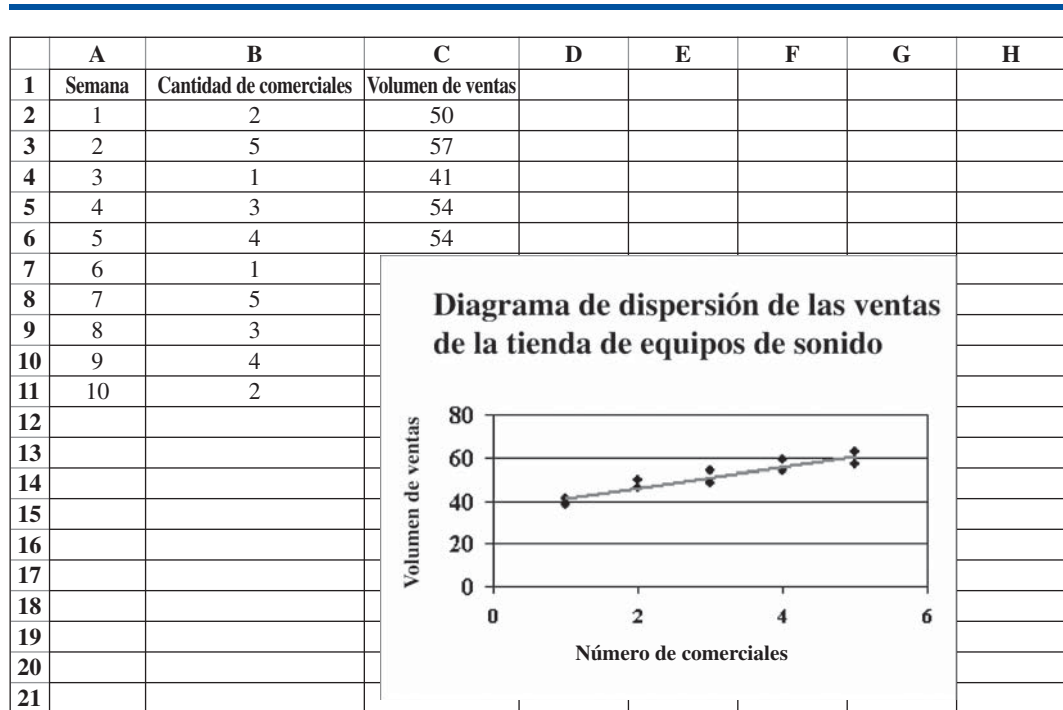 A B C D E F G H
1 Semana Cantidad de comerciales Volumen de ventas
2 1 2 50
3 2 5 57
4 3 1 41
5 4 3 54
6 5 4 54
7 6 1
8 7 5
9 8 3
10 9 4
11 10 2
12
13
14
15
16
17
18
19
20
21
Diagrama de dispersión de las ventas
de la tienda de equipos de sonido
Volumen de ventas
80
60
40
20
0
0 2 4 6
Número de comerciales